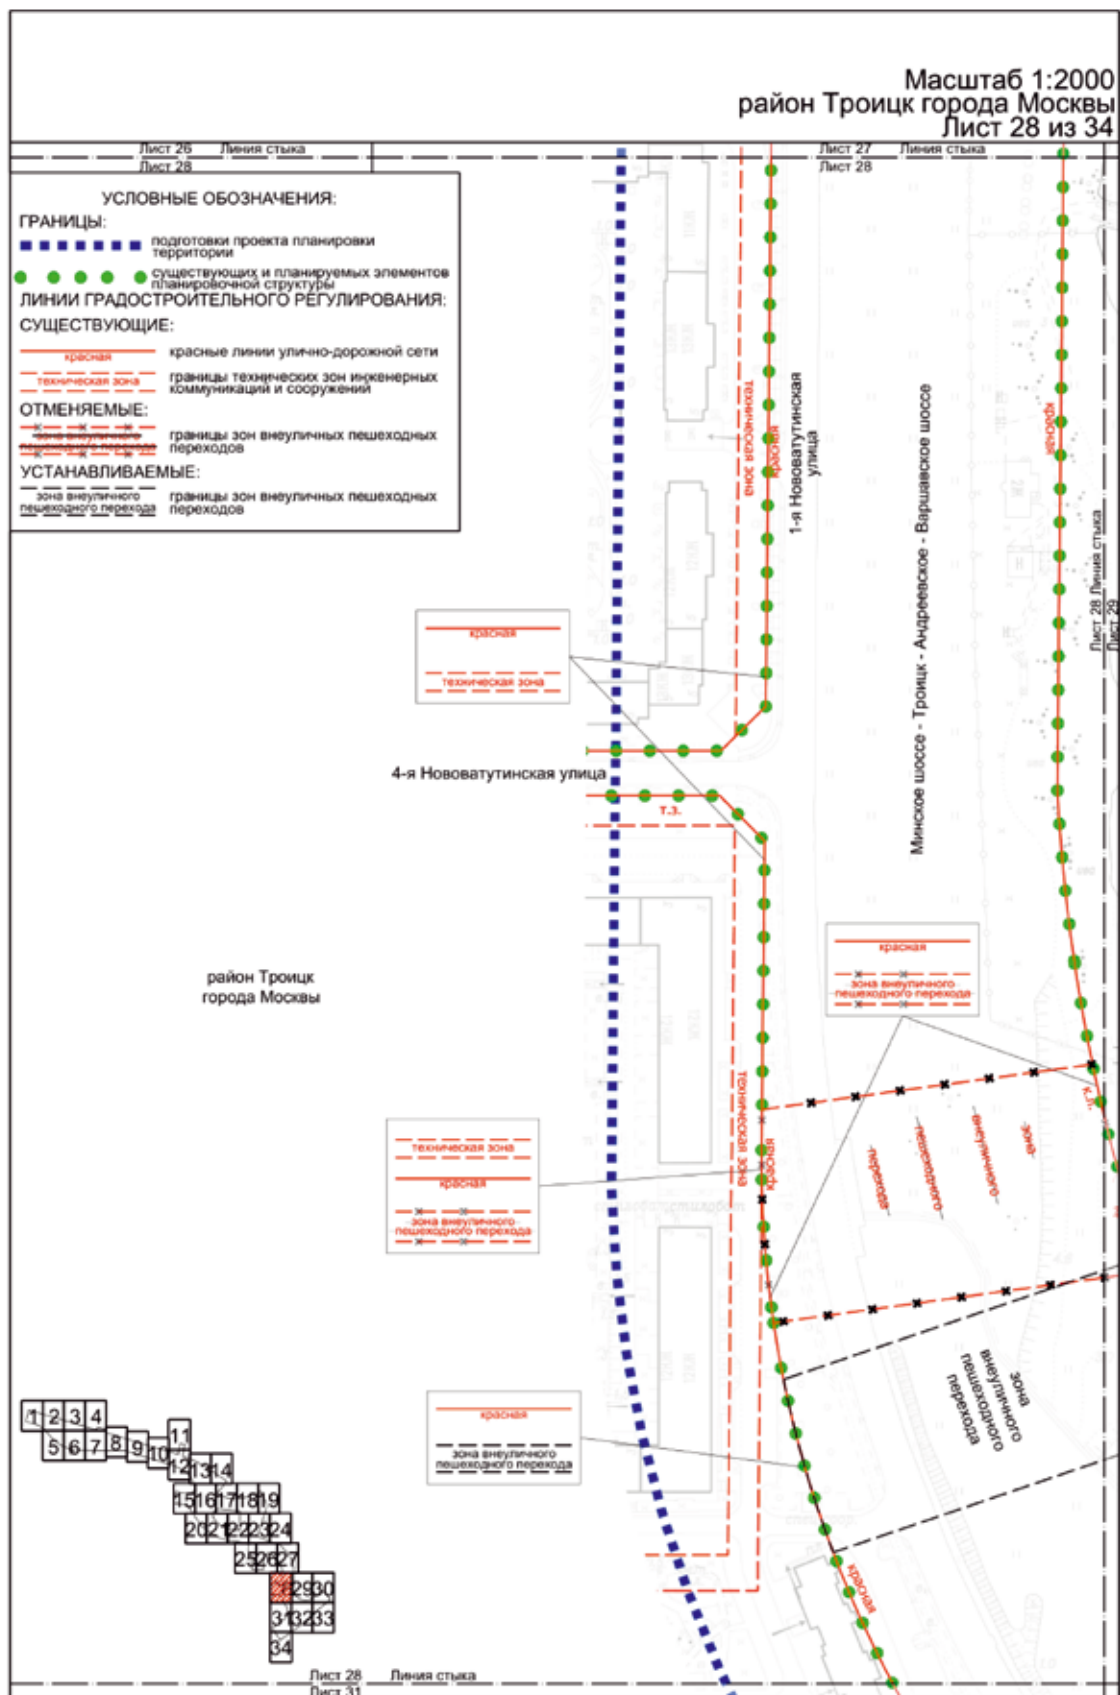 Масштаб 1:2000
район Троицк города Москвы
Лист 28 из 34
Лист 26 Линия стыка
Лист 28
Лист 27 Линия стыка
Лист 28
УСЛОВНЫЕ ОБОЗНАЧЕНИЯ:
ГРАНИЦЫ:
подготовки проекта планировки
территории
существующих и планируемых элементов
планировочной структуры
ЛИНИИ ГРАДОСТРОИТЕЛЬНОГО РЕГУЛИРОВАНИЯ:
СУЩЕСТВУЮЩИЕ:
красная
красные линии улично-дорожной сети
техническая зона
границы технических зон инженерных
коммуникаций и сооружений
ОТМЕНЯЕМЫЕ:
зона внеуличного
пешеходного перехода
границы зон внеуличных пешеходных
переходов
УСТАНАВЛИВАЕМЫЕ:
зона внеуличного
пешеходного перехода
границы зон внеуличных пешеходных
переходов
техническая зона
красная
1-я Нововатутинская
улица
Минское шоссе - Троицк - Андреевское - Варшавское шоссе
красная
Лист 28 Линия стыка
Лист 29
красная
техническая зона
4-я Нововатутинская улица
т.з.
район Троицк
города Москвы
красная
зона внеуличного
пешеходного перехода
к.л.
техническая зона
красная
зона
внеуличного
пешеходного
перехода
техническая зона
красная
зона внеуличного
пешеходного перехода
зона
внеуличного
пешеходного
перехода
красная
зона внеуличного
пешеходного перехода
красная
1 2 3 4
5 6 7 8 9 10 11
12 13 14
15 16 17 18 19
20 21 22 23 24
25 26 27
29 30
31 32 33
34
Лист 28 Линия стыка
Лист 31